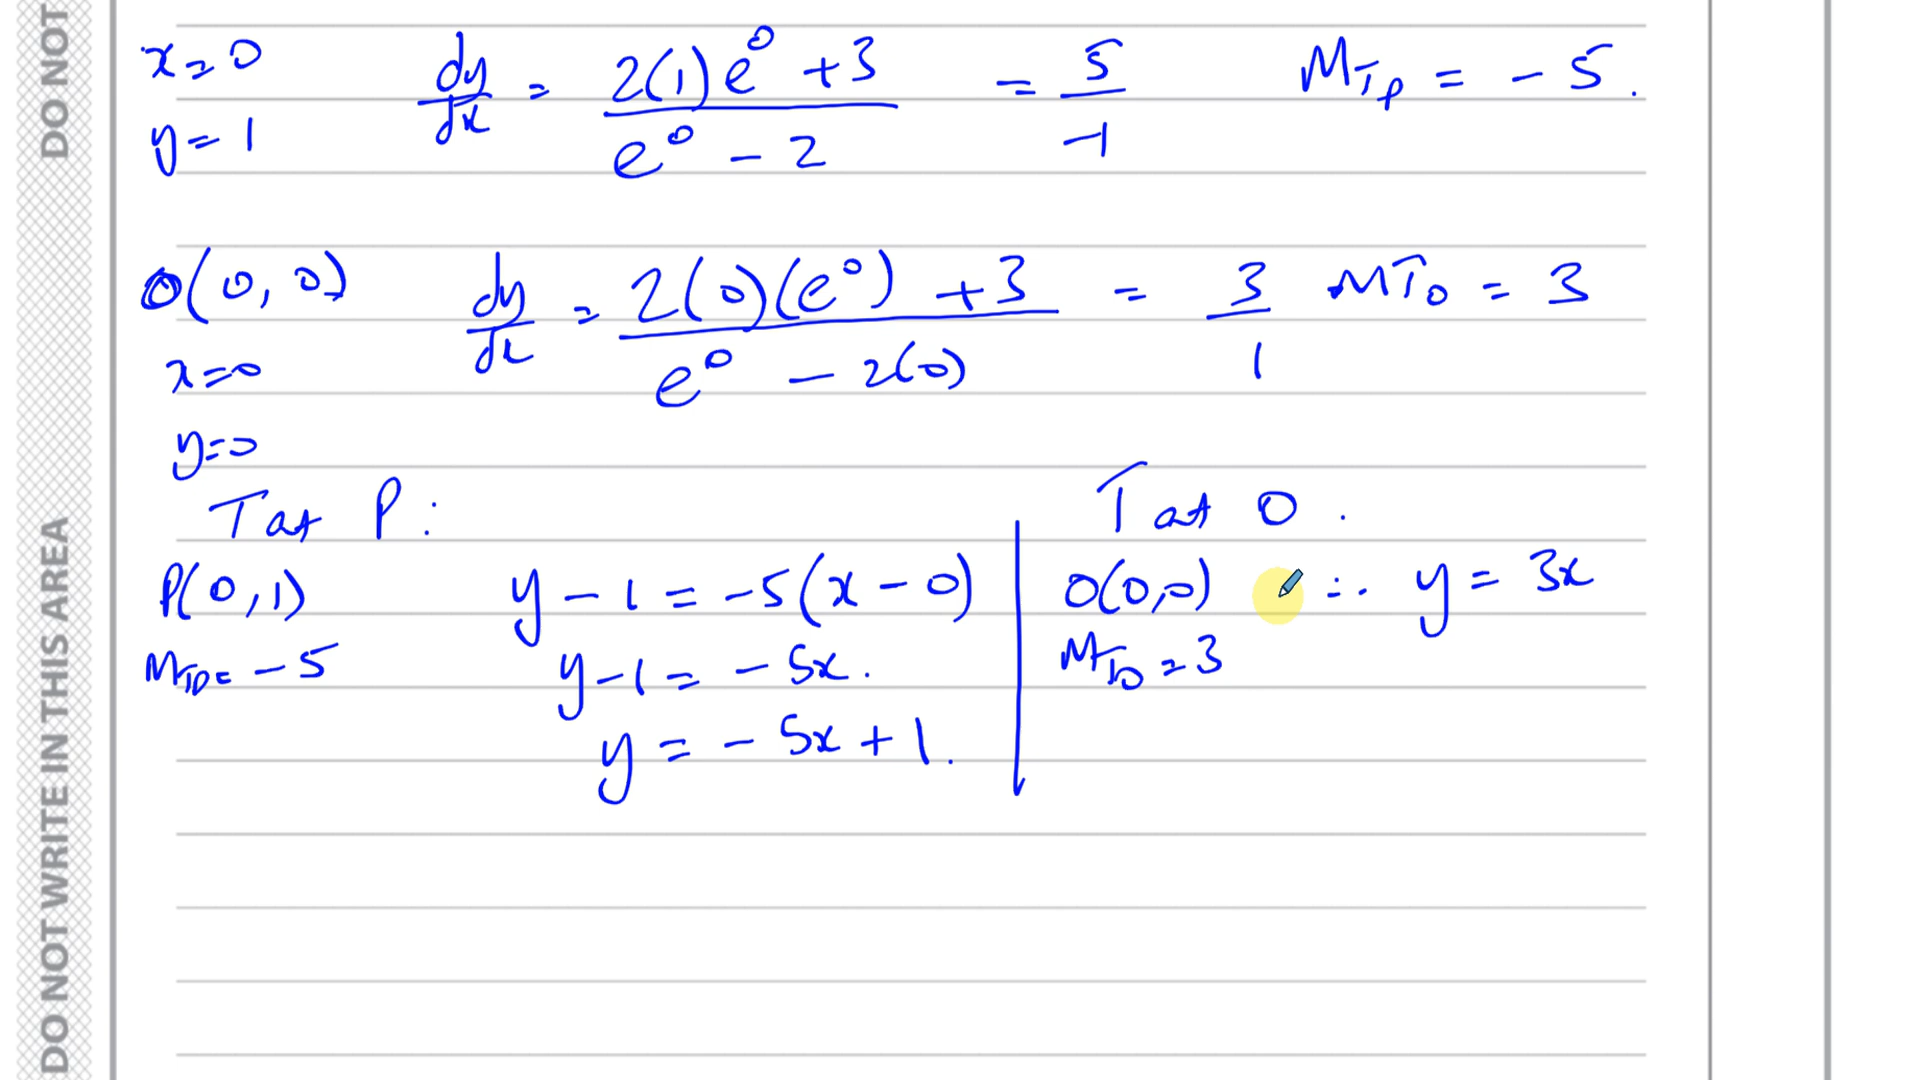 DO NOT
DO NOT WRITE IN THIS AREA
x=0 dy/dx = (2(1)e^0 + 3)/(e^0 - 2) = 5/-1 M_TP = -5.
y=1
O(0,0) dy/dx = (2(0)(e^0) + 3)/(e^0 - 2(0)) = 3/1 MT_O = 3
x=0
y=0
T at P: T at O.
P(0,1) y - 1 = -5(x - 0) O(0,0) ∴ y = 3x
M_TP = -5 y - 1 = -5x. M_TO = 3
y = -5x + 1.